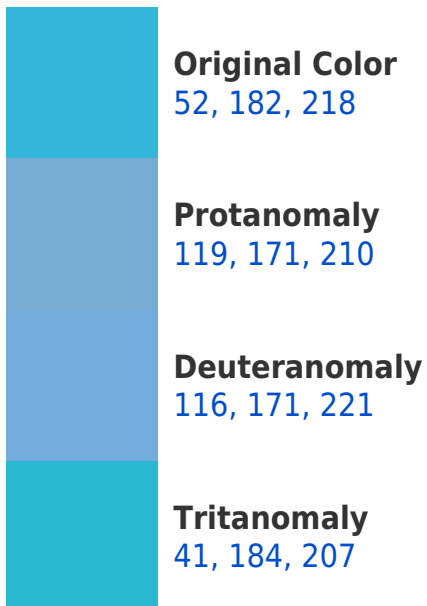 Original Color
52, 182, 218
Protanomaly
119, 171, 210
Deuteranomaly
116, 171, 221
Tritanomaly
41, 184, 207